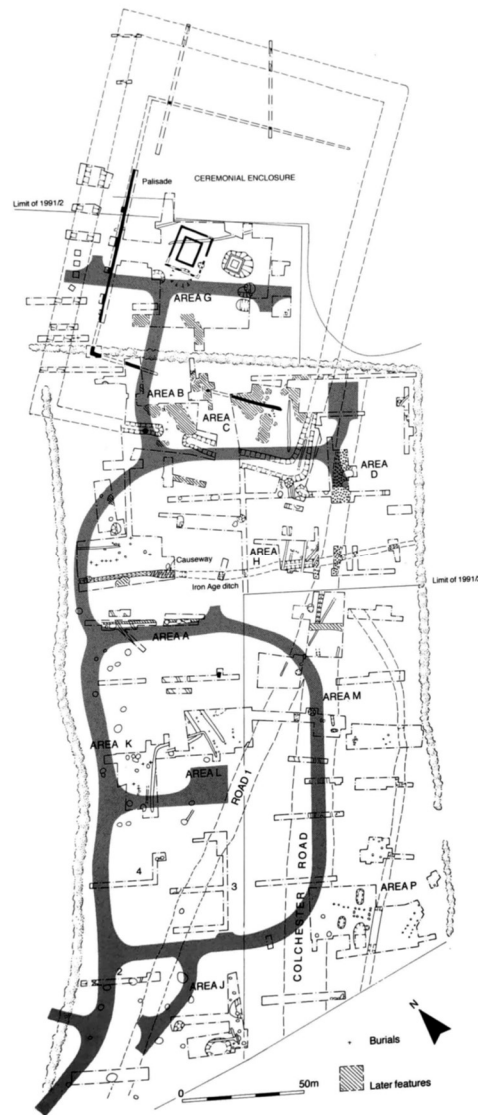 Palisade
CEREMONIAL ENCLOSURE
Limit of 1991/2
AREA G
AREA B
AREA C
AREA D
AREA H
Causeway
Iron Age ditch
Limit of 1991/
AREA A
AREA M
AREA K
AREA L
ROAD 1
4
3
COLCHESTER ROAD
AREA P
2
AREA J
N
Burials
0 50m
Later features